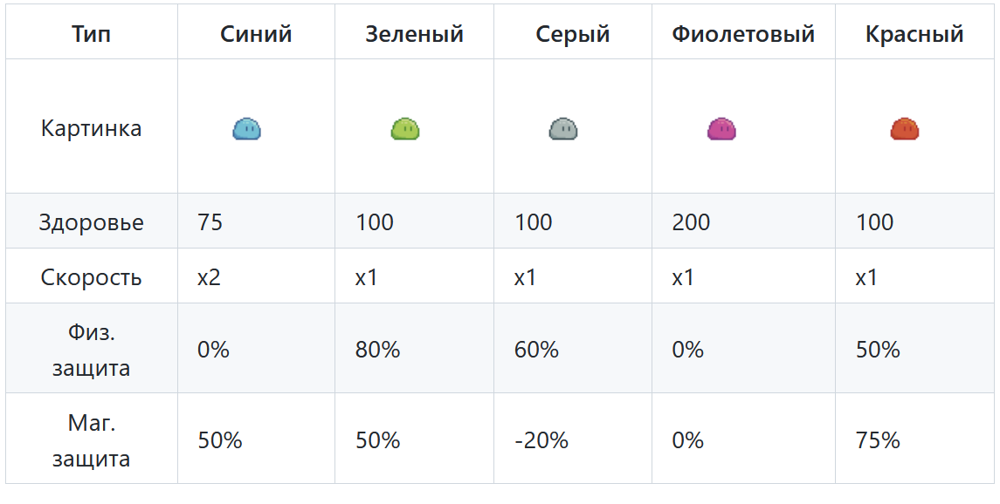 Тип Синий Зеленый Серый Фиолетовый Красный
Картинка
Здоровье 75 100 100 200 100
Скорость x2 x1 x1 x1 x1
Физ.
защита 0% 80% 60% 0% 50%
Маг.
защита 50% 50% -20% 0% 75%